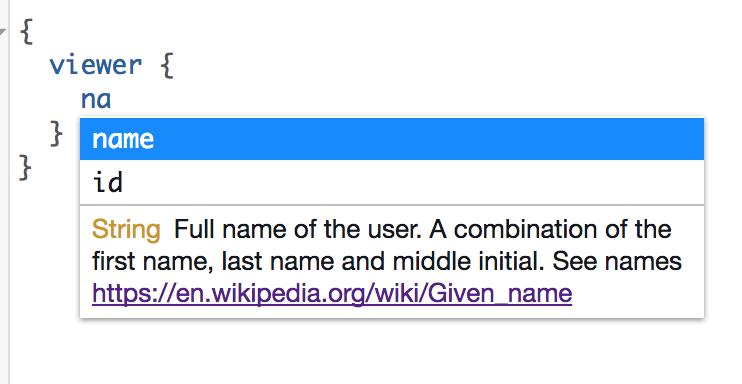 {
viewer {
na
}
name
id
}
String Full name of the user. A combination of the
first name, last name and middle initial. See names
https://en.wikipedia.org/wiki/Given_name